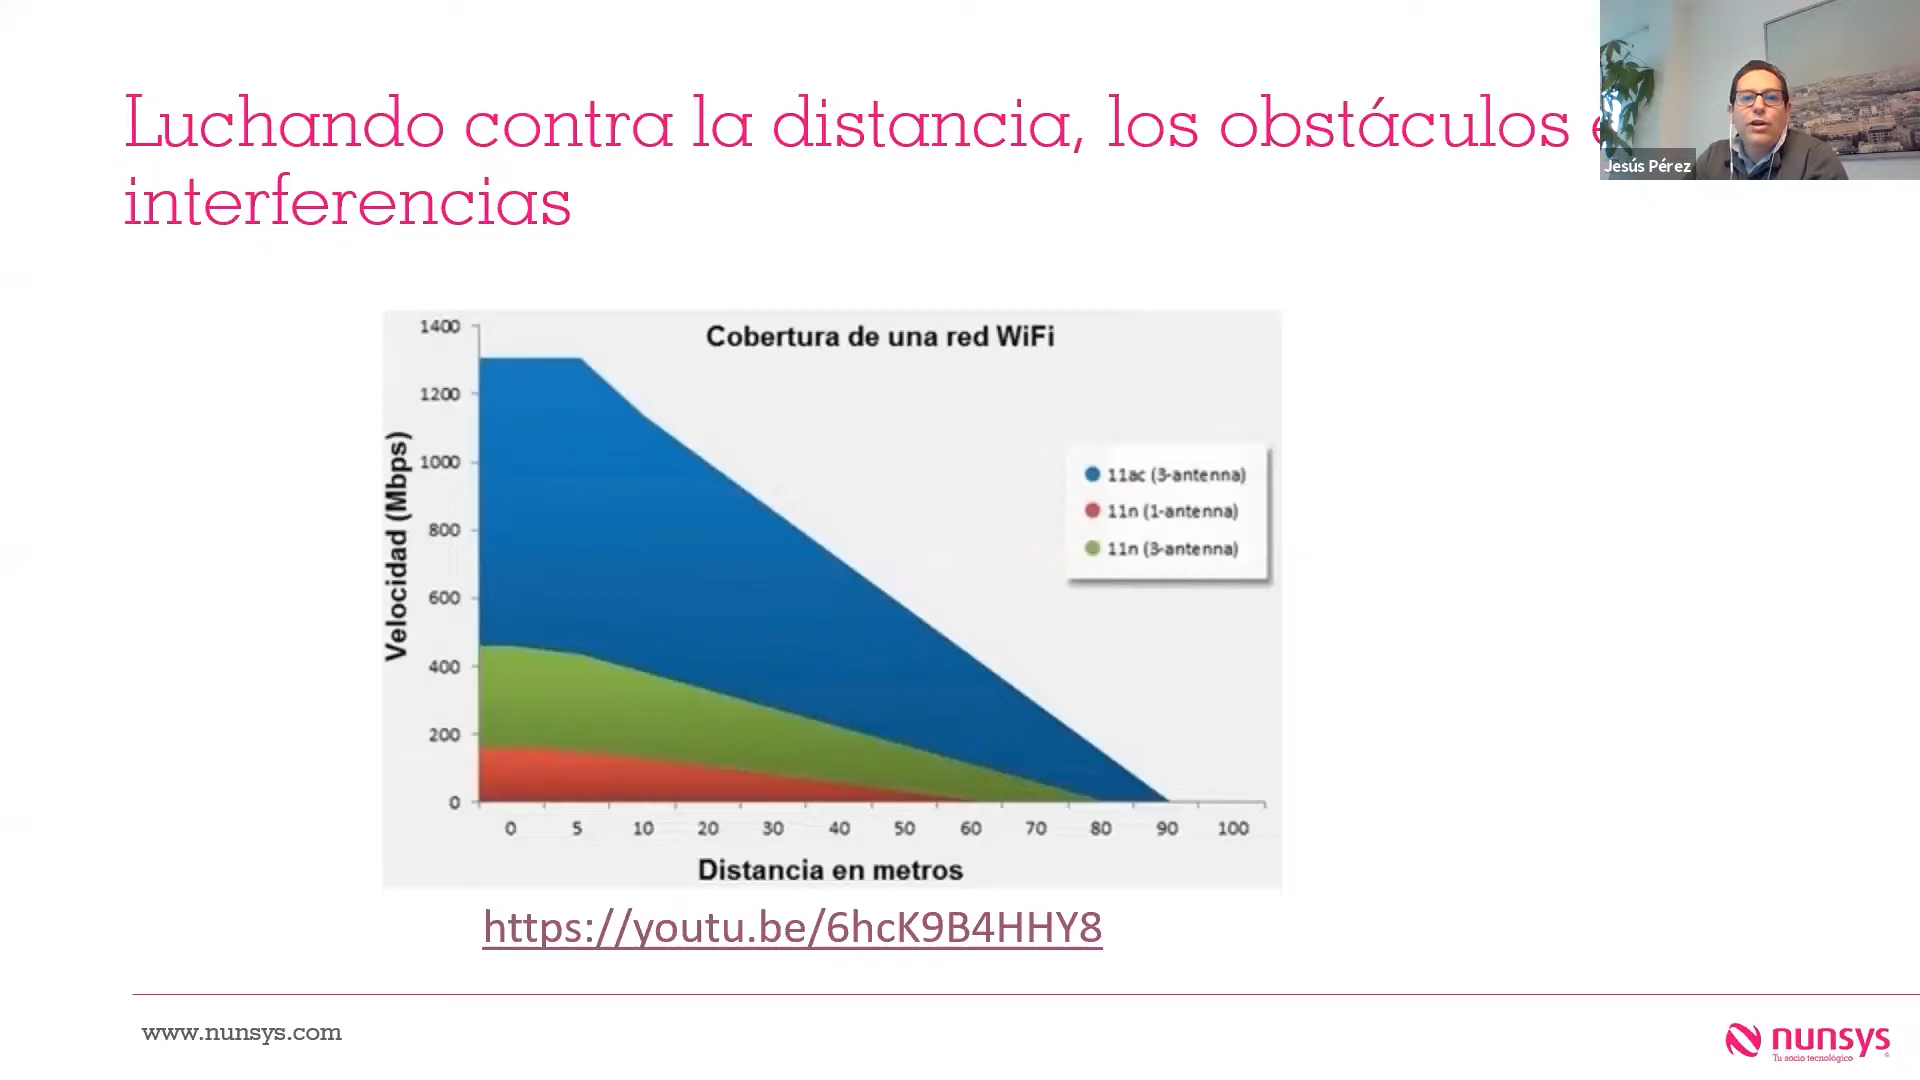 Luchando contra la distancia, los obstáculos e
interferencias
Jesús Pérez
Cobertura de una red WiFi
Velocidad (Mbps)
1400
1200
1000
800
600
400
200
0
11ac (3-antenna)
11n (1-antenna)
11n (3-antenna)
0 5 10 20 30 40 50 60 70 80 90 100
Distancia en metros
https://youtu.be/6hcK9B4HHY8
www.nunsys.com
nunsys
Tu socio tecnológico